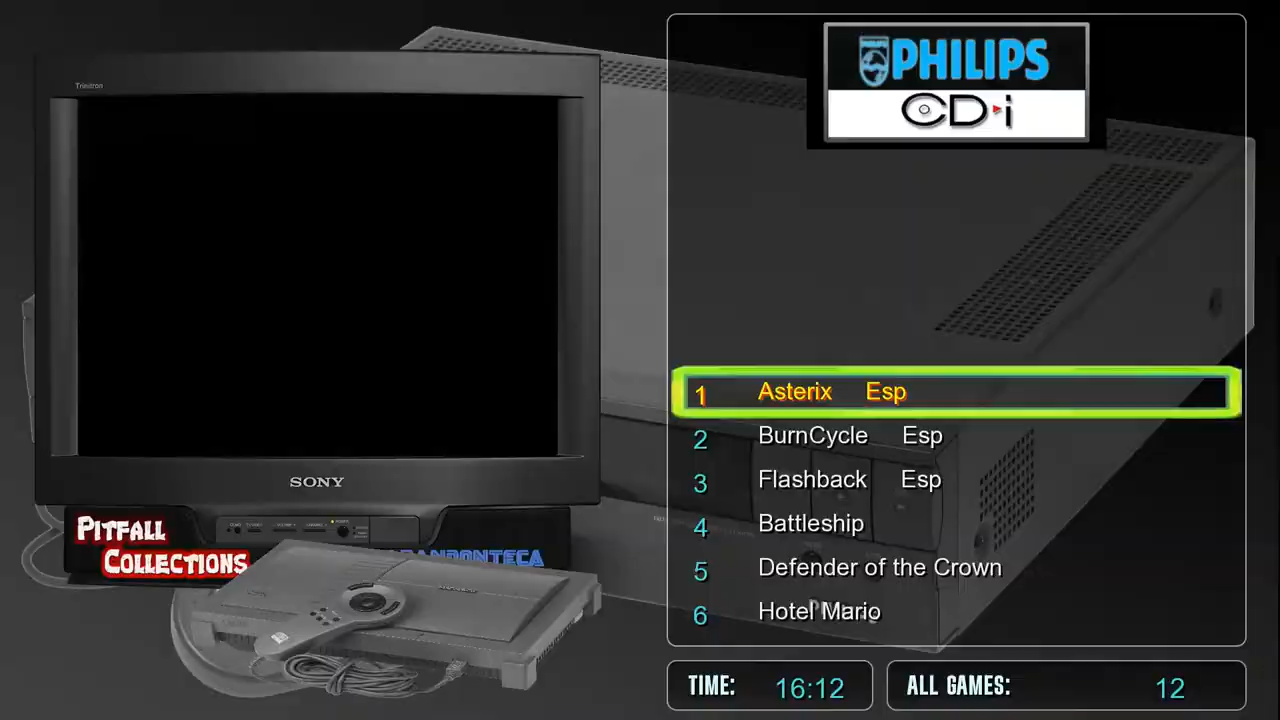 Trinitron
SONY
PITFALL
COLLECTIONS
PHILIPS
CD-i
1 Asterix Esp
2 BurnCycle Esp
3 Flashback Esp
4 Battleship
5 Defender of the Crown
6 Hotel Mario
TIME: 16:12
ALL GAMES: 12